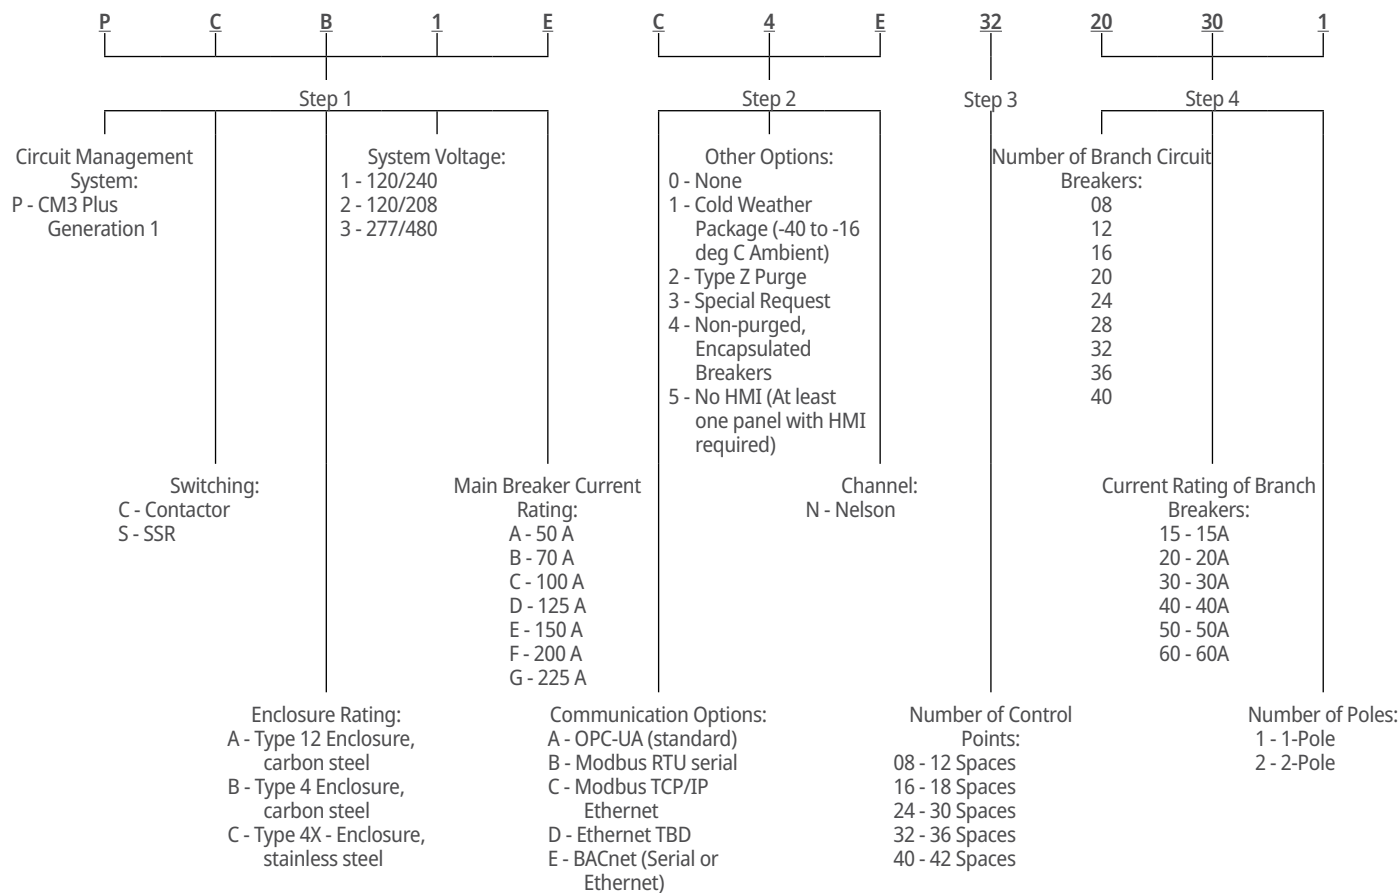 P C B 1 E C 4 E 32 20 30 1
Step 1
Step 2
Step 3
Step 4
Circuit Management
System:
P - CM3 Plus
Generation 1
System Voltage:
1 - 120/240
2 - 120/208
3 - 277/480
Other Options:
0 - None
1 - Cold Weather
Package (-40 to -16
deg C Ambient)
2 - Type Z Purge
3 - Special Request
4 - Non-purged,
Encapsulated
Breakers
5 - No HMI (At least
one panel with HMI
required)
Number of Branch Circuit
Breakers:
08
12
16
20
24
28
32
36
40
Switching:
C - Contactor
S - SSR
Main Breaker Current
Rating:
A - 50 A
B - 70 A
C - 100 A
D - 125 A
E - 150 A
F - 200 A
G - 225 A
Channel:
N - Nelson
Current Rating of Branch
Breakers:
15 - 15A
20 - 20A
30 - 30A
40 - 40A
50 - 50A
60 - 60A
Enclosure Rating:
A - Type 12 Enclosure,
carbon steel
B - Type 4 Enclosure,
carbon steel
C - Type 4X - Enclosure,
stainless steel
Communication Options:
A - OPC-UA (standard)
B - Modbus RTU serial
C - Modbus TCP/IP
Ethernet
D - Ethernet TBD
E - BACnet (Serial or
Ethernet)
Number of Control
Points:
08 - 12 Spaces
16 - 18 Spaces
24 - 30 Spaces
32 - 36 Spaces
40 - 42 Spaces
Number of Poles:
1 - 1-Pole
2 - 2-Pole